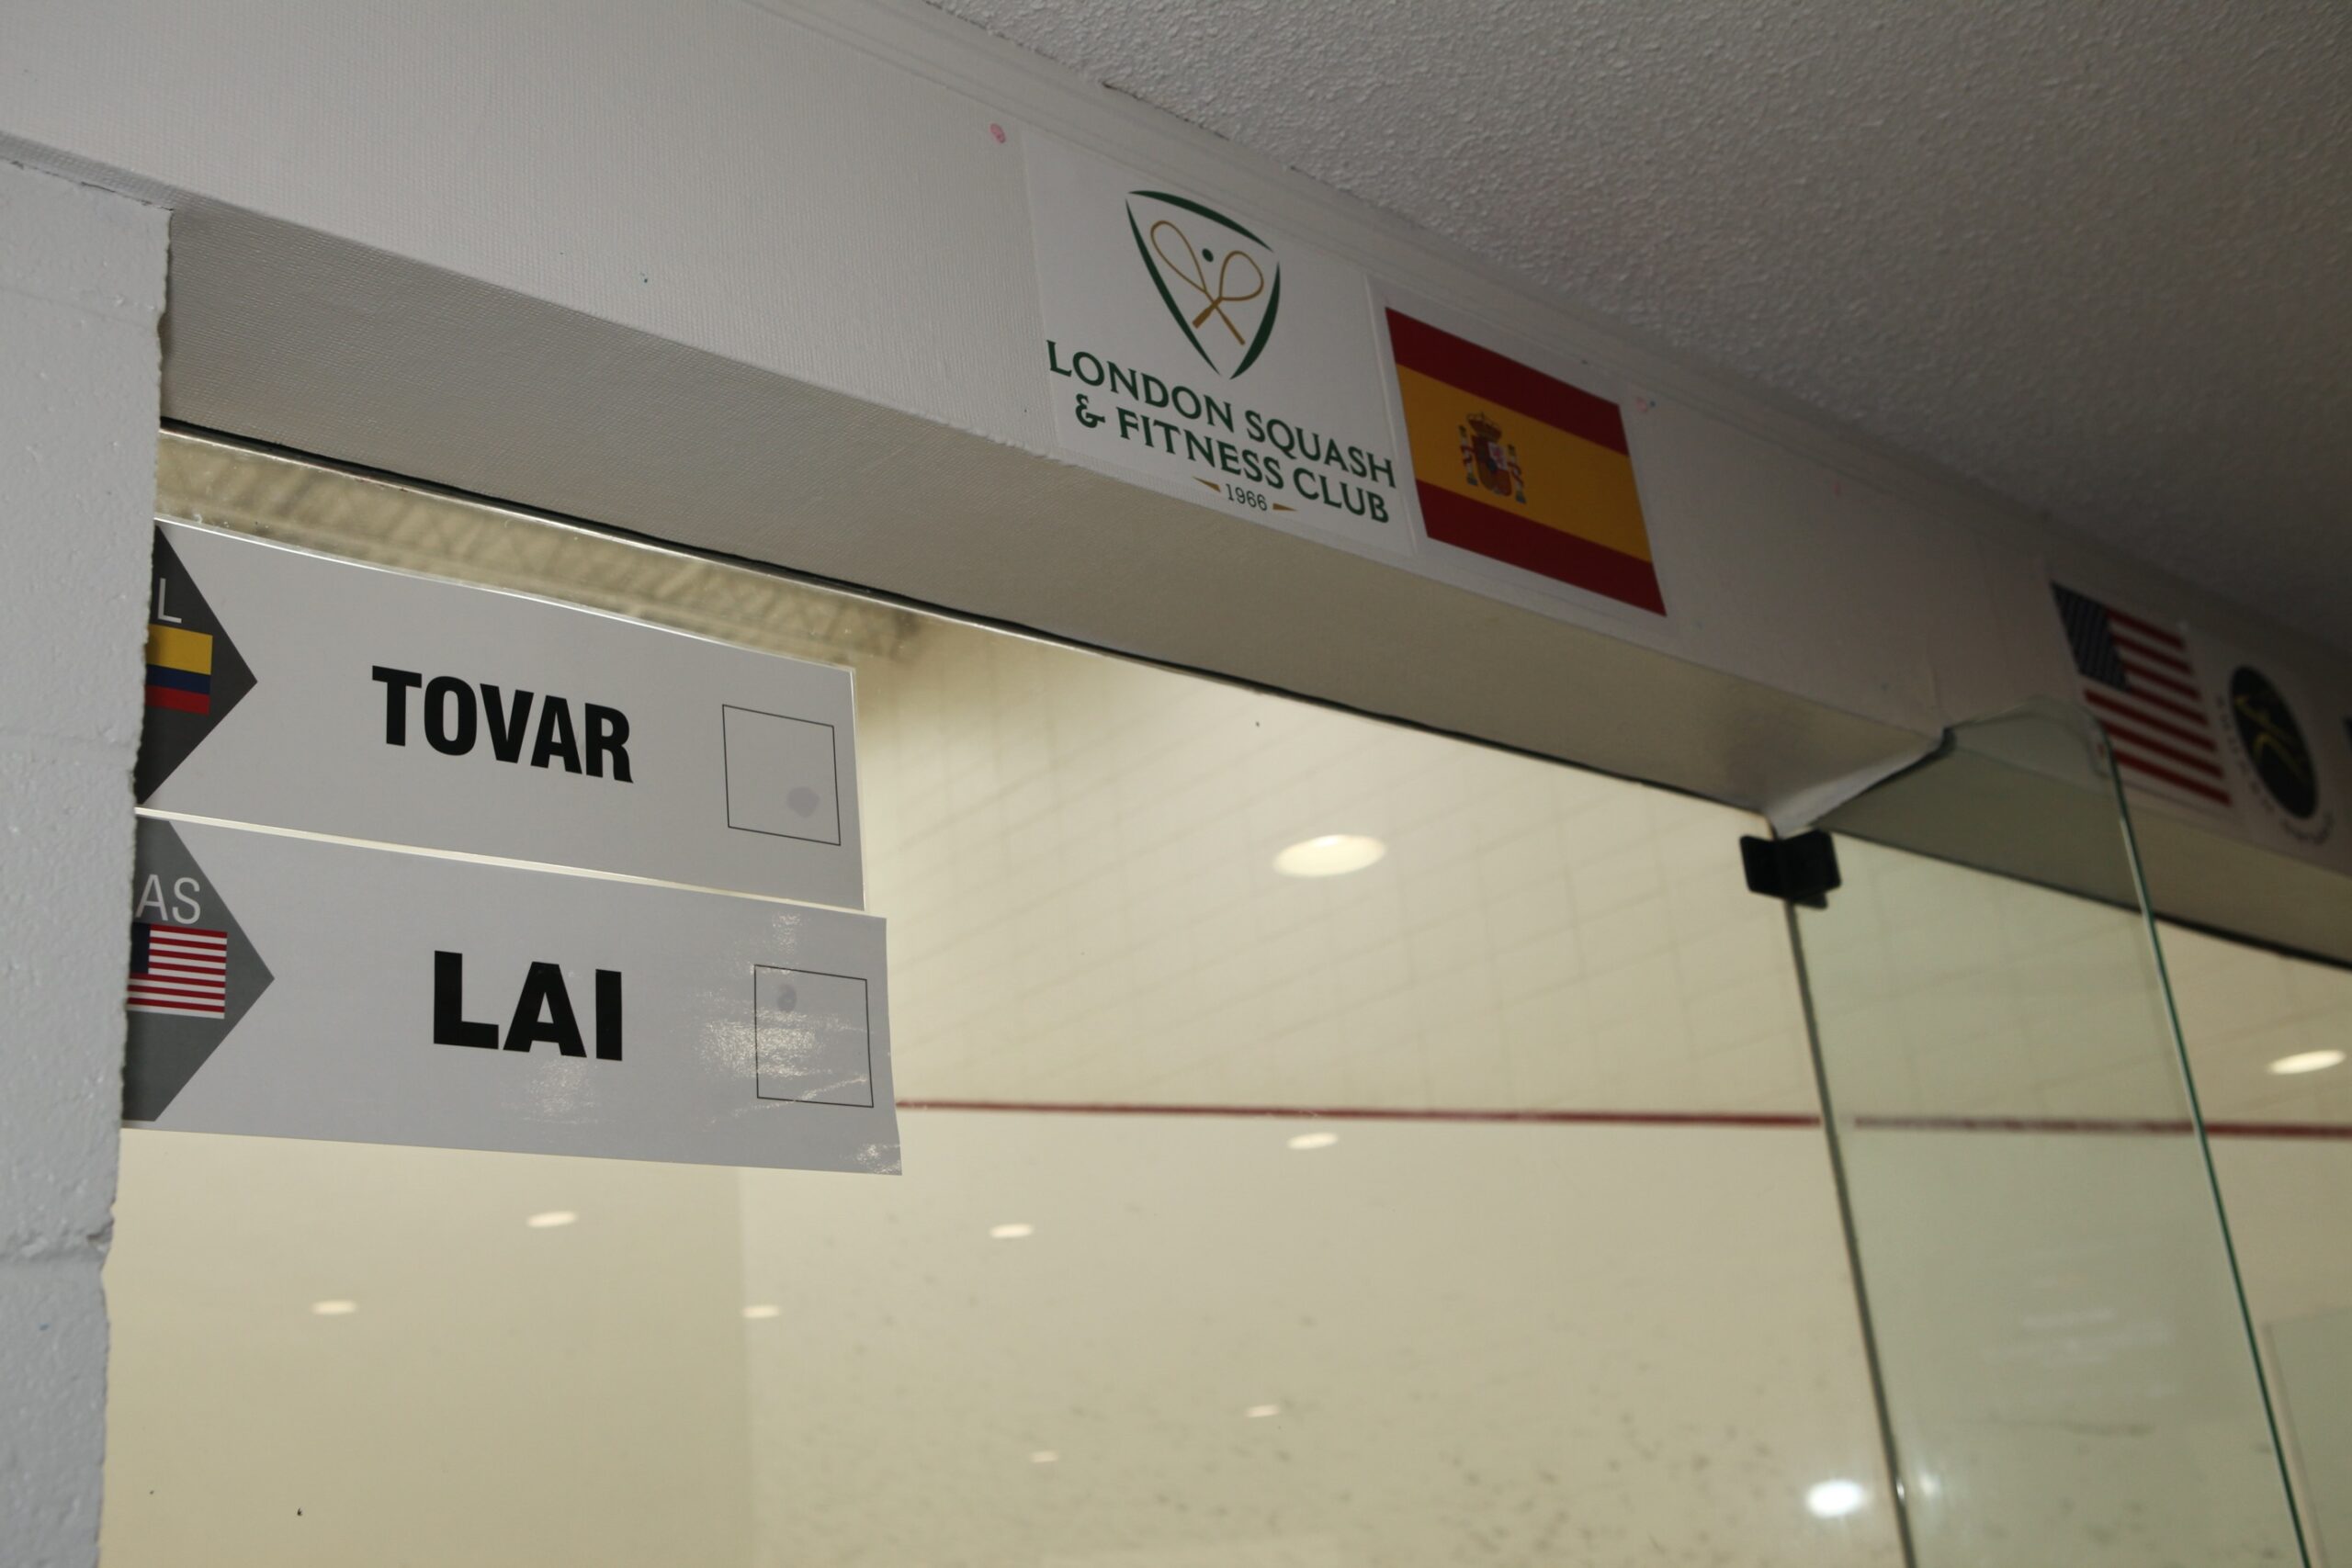 LONDON SQUASH
& FITNESS CLUB
1966
L
TOVAR
AS
LAI